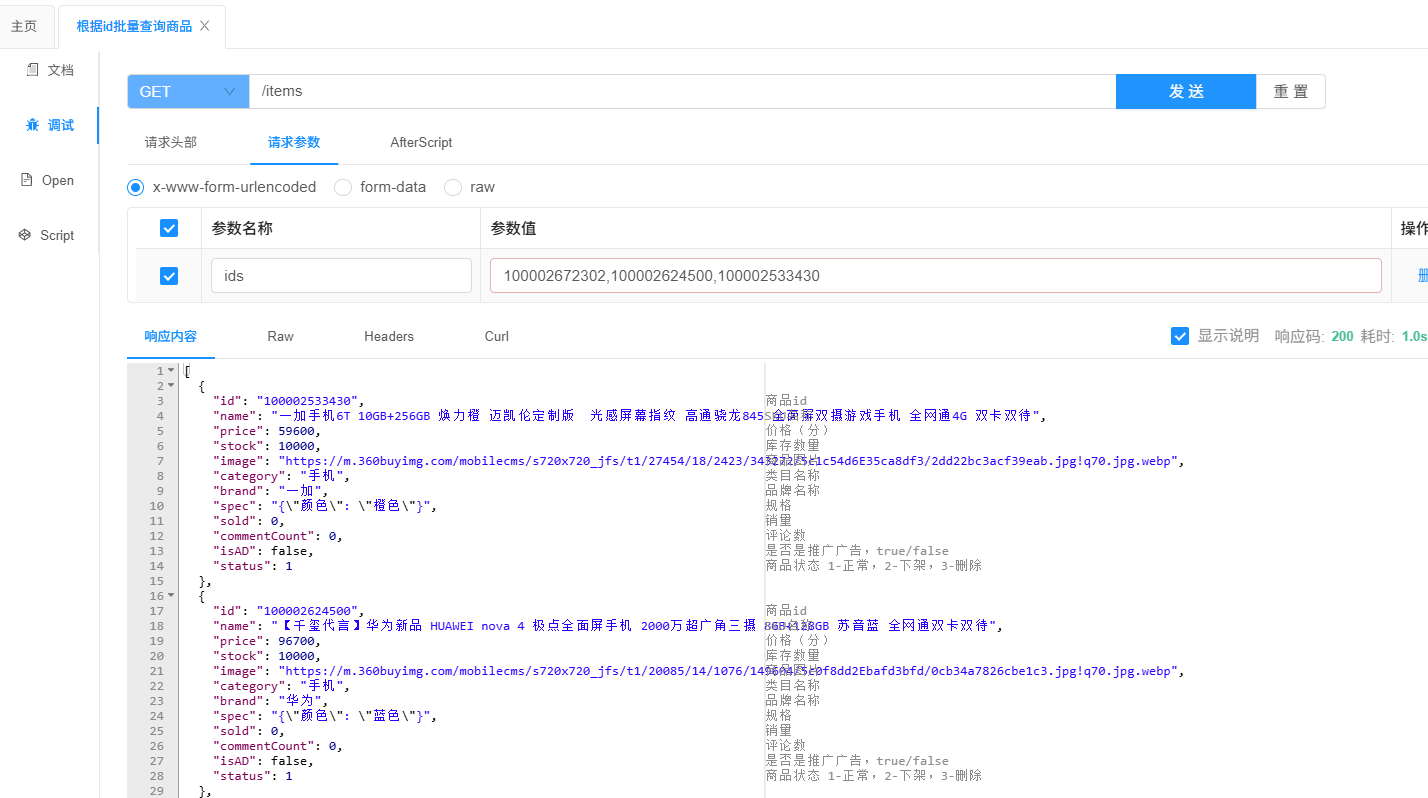 主页
根据id批量查询商品
文档
调试
Open
Script
GET
/items
发 送
重 置
请求头部
请求参数
AfterScript
x-www-form-urlencoded
form-data
raw
参数名称
参数值
操作
ids
100002672302,100002624500,100002533430
响应内容
Raw
Headers
Curl
显示说明
响应码: 200
耗时: 1.0s
1 [
2 {
3 "id": "100002533430", 商品id
4 "name": "一加手机6T 10GB+256GB 焕力橙 迈凯伦定制版  光感屏幕指纹 高通骁龙845 全面屏双摄游戏手机 全网通4G 双卡双待",
5 "price": 59600, 价格（分）
6 "stock": 10000, 库存数量
7 "image": "https://m.360buyimg.com/mobilecms/s720x720_jfs/t1/27454/18/2423/
8 "category": "手机", 类目名称
9 "brand": "一加", 品牌名称
10 "spec": "{\"颜色\": \"橙色\"}", 规格
11 "sold": 0, 销量
12 "commentCount": 0, 评论数
13 "isAD": false, 是否是推广广告，true/false
14 "status": 1 商品状态 1-正常，2-下架，3-删除
15 },
16 {
17 "id": "100002624500", 商品id
18 "name": "【千玺代言】华为新品 HUAWEI nova 4 极点全面屏手机 2000万超广角三摄 8GB+128GB 苏音蓝 全网通双卡双待",
19 "price": 96700, 价格（分）
20 "stock": 10000, 库存数量
21 "image": "https://m.360buyimg.com/mobilecms/s720x720_jfs/t1/20085/14/1076/
22 "category": "手机", 类目名称
23 "brand": "华为", 品牌名称
24 "spec": "{\"颜色\": \"蓝色\"}", 规格
25 "sold": 0, 销量
26 "commentCount": 0, 评论数
27 "isAD": false, 是否是推广广告，true/false
28 "status": 1 商品状态 1-正常，2-下架，3-删除
29 },